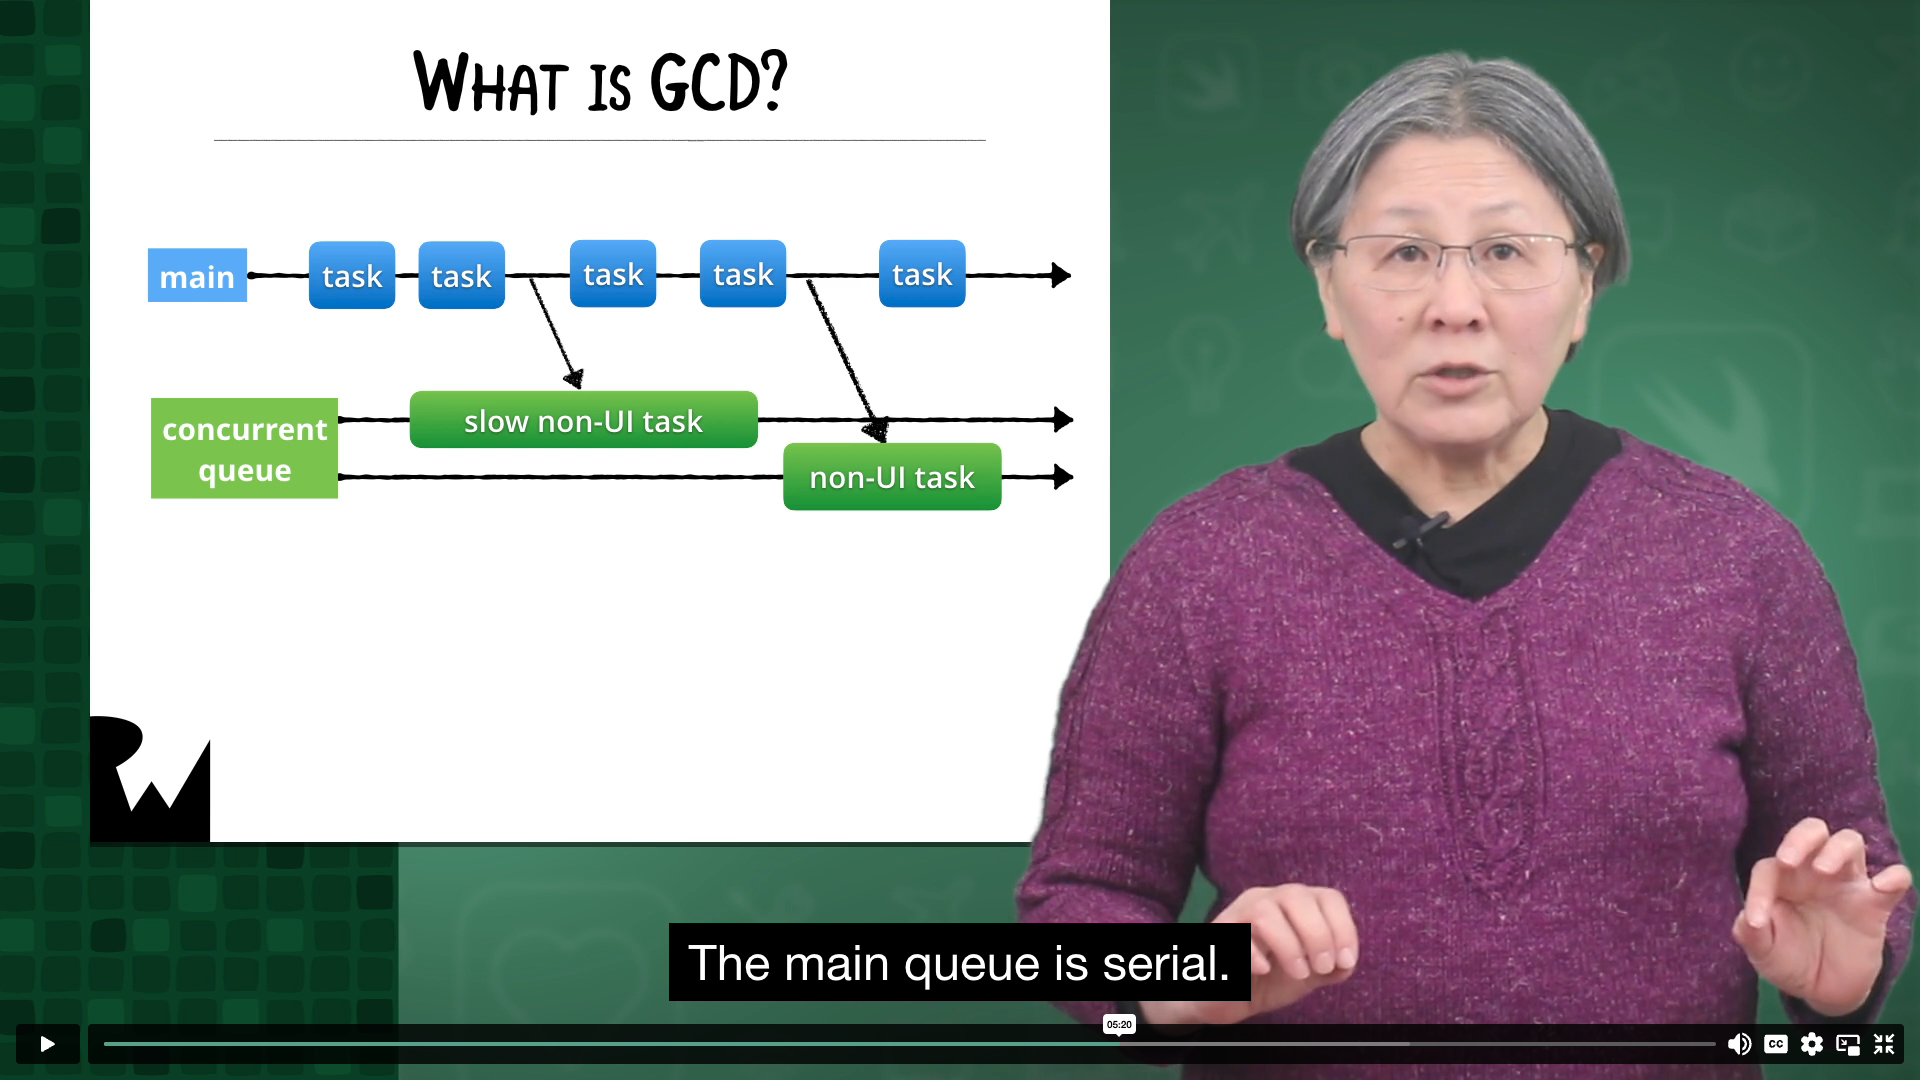 WHAT IS GCD?
main
task
task
task
task
task
concurrent
queue
slow non-UI task
non-UI task
The main queue is serial.
05:20
CC